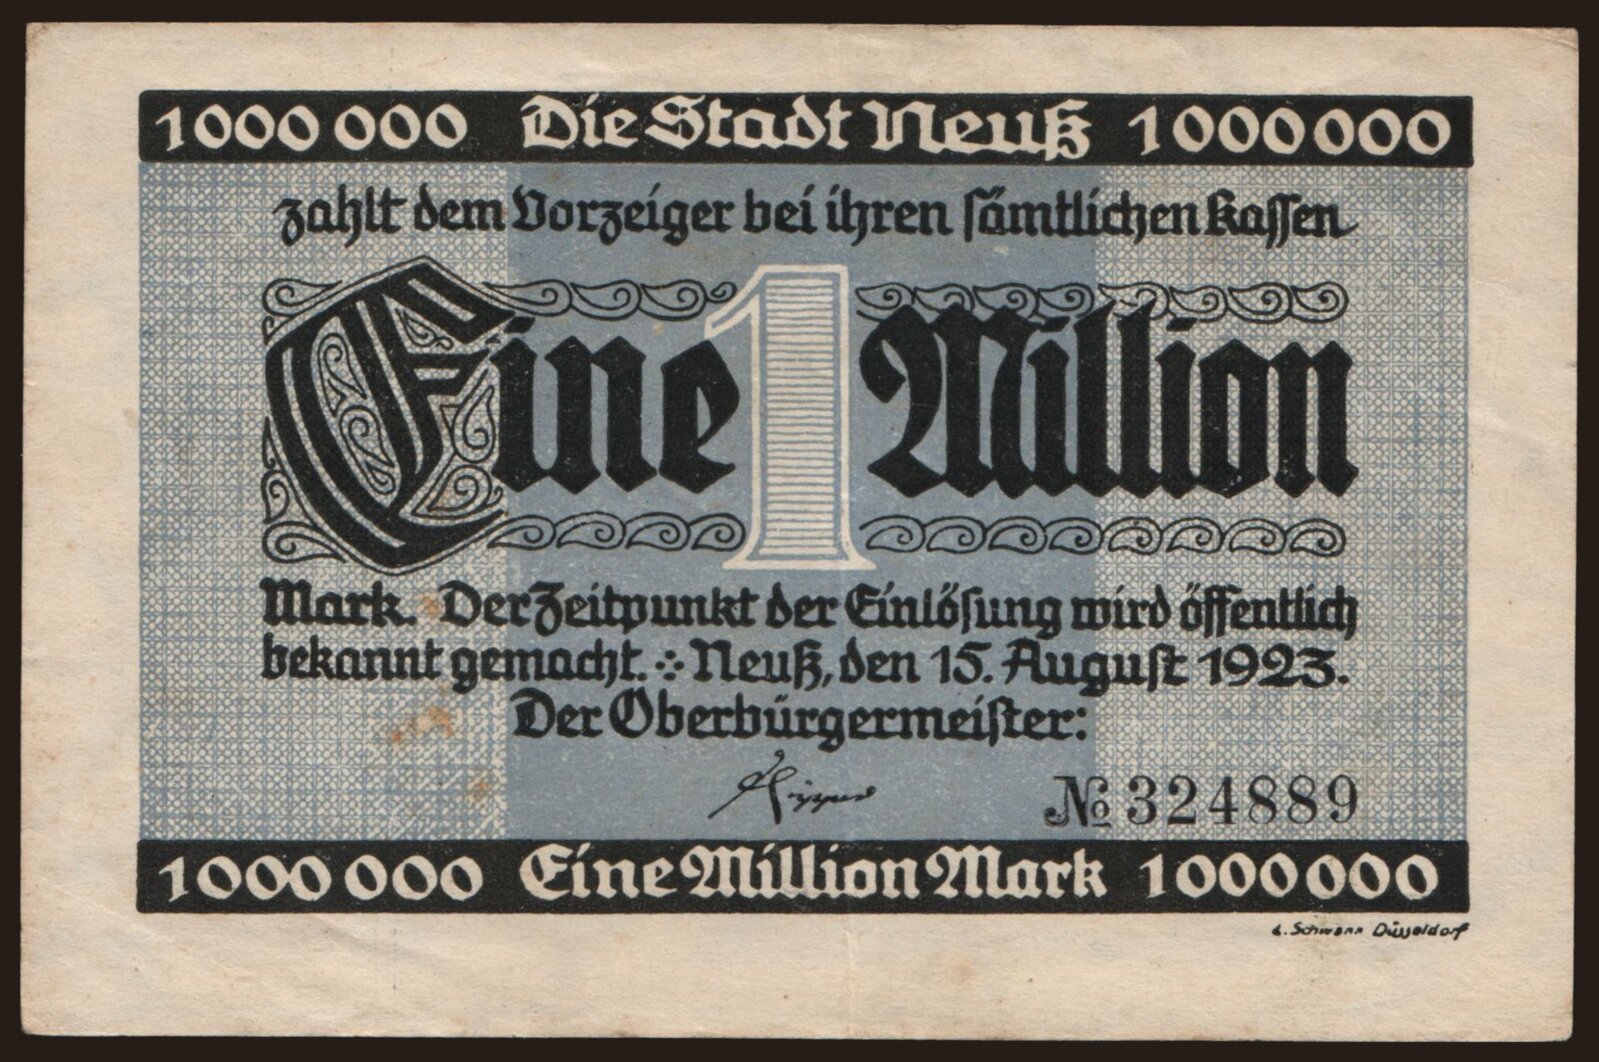 1000 000 Die Stadt Neuß 1000000
zahlt dem Vorzeiger bei ihren sämtlichen Kassen
Eine 1 Million
Mark. Der Zeitpunkt der Einlösung wird öffentlich
bekannt gemacht. Neuß, den 15. August 1923.
Der Oberbürgermeister:
№ 324889
1000 000 Eine Million Mark 1000000
L. Schwann Düsseldorf